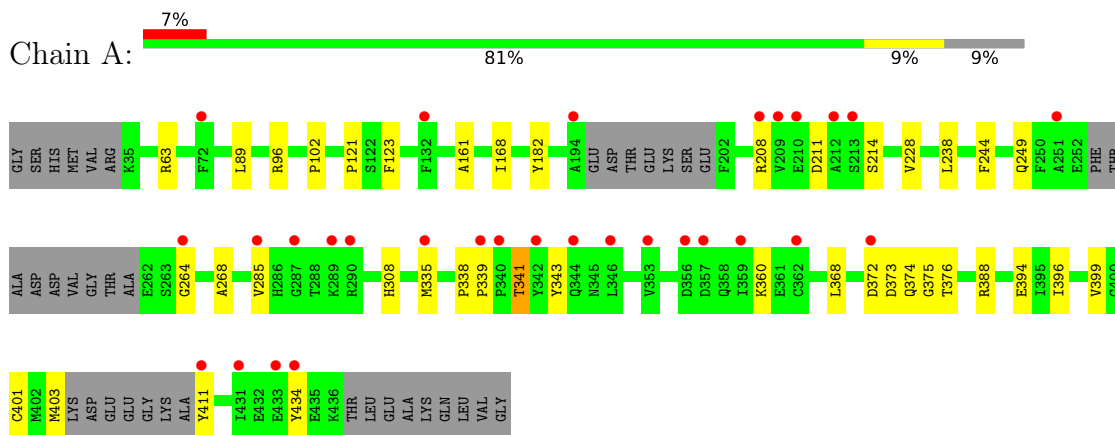 7%
Chain A:
81% 9% 9%
GLY SER HIS MET VAL ARG K35 R63 F72 L89 R96 P102 P121 S122 F123 F132 A161 I168 Y182 A194 GLU ASP THR GLU LYS SER GLU F202 R208 V209 E210 D211 A212 S213 S214 V228 L238 F244 Q249 F250 A251 E252 PHE THR
ALA ASP ASP VAL GLY THR ALA E262 S263 G264 A268 V285 H286 G287 T288 K289 R290 H308 M335 P338 P339 P340 T341 Y342 Y343 Q344 N345 L346 V353 D356 D357 Q358 I359 K360 E361 C362 L368 D372 D373 Q374 G375 T376 R388 E394 I395 I396 V399 C400
C401 M402 M403 LYS ASP GLU GLU GLY LYS ALA Y411 I431 E432 E433 Y434 E435 K436 THR LEU GLU ALA LYS GLN LEU VAL GLY